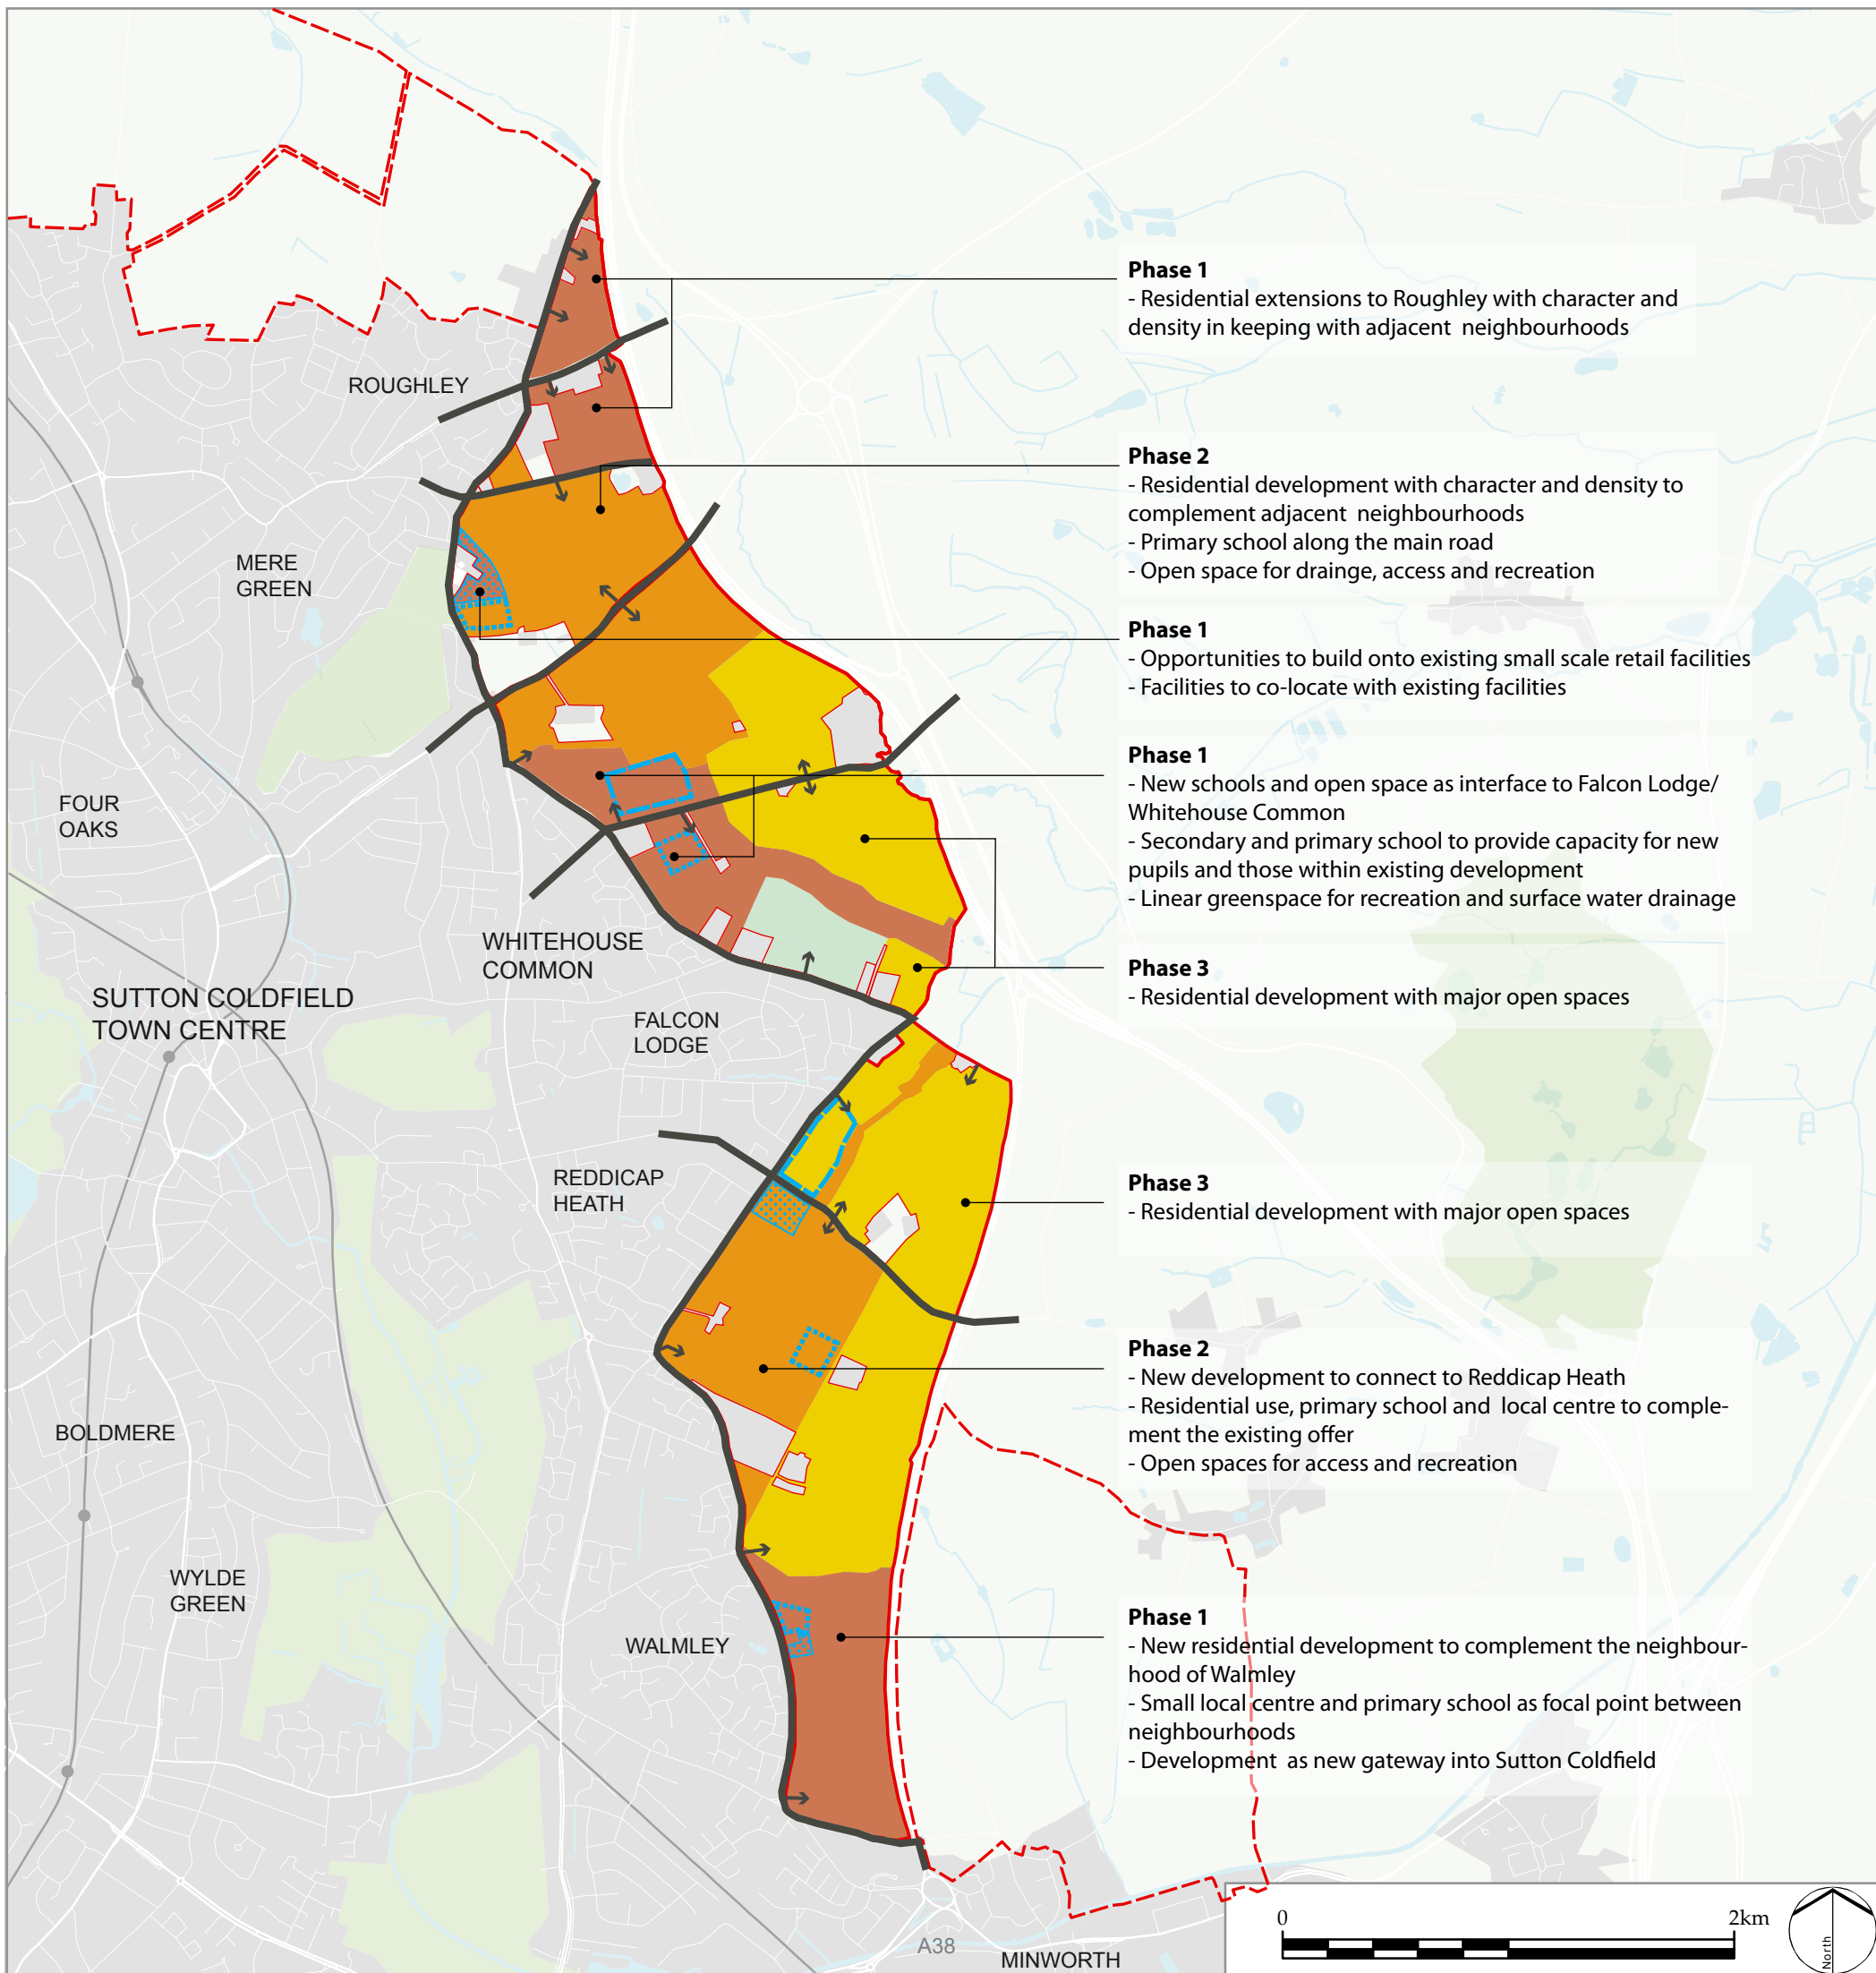 Phase 1
- Residential extensions to Roughley with character and
density in keeping with adjacent neighbourhoods
ROUGHLEY
Phase 2
- Residential development with character and density to
complement adjacent neighbourhoods
- Primary school along the main road
- Open space for drainge, access and recreation
MERE
GREEN
Phase 1
- Opportunities to build onto existing small scale retail facilities
- Facilities to co-locate with existing facilities
Phase 1
- New schools and open space as interface to Falcon Lodge/
Whitehouse Common
- Secondary and primary school to provide capacity for new
pupils and those within existing development
- Linear greenspace for recreation and surface water drainage
FOUR
OAKS
WHITEHOUSE
COMMON
Phase 3
- Residential development with major open spaces
SUTTON COLDFIELD
TOWN CENTRE
FALCON
LODGE
REDDICAP
HEATH
Phase 3
- Residential development with major open spaces
Phase 2
- New development to connect to Reddicap Heath
- Residential use, primary school and local centre to comple-
ment the existing offer
- Open spaces for access and recreation
BOLDMERE
WYLDE
GREEN
WALMLEY
Phase 1
- New residential development to complement the neighbour-
hood of Walmley
- Small local centre and primary school as focal point between
neighbourhoods
- Development as new gateway into Sutton Coldfield
A38
MINWORTH
0
2km
North